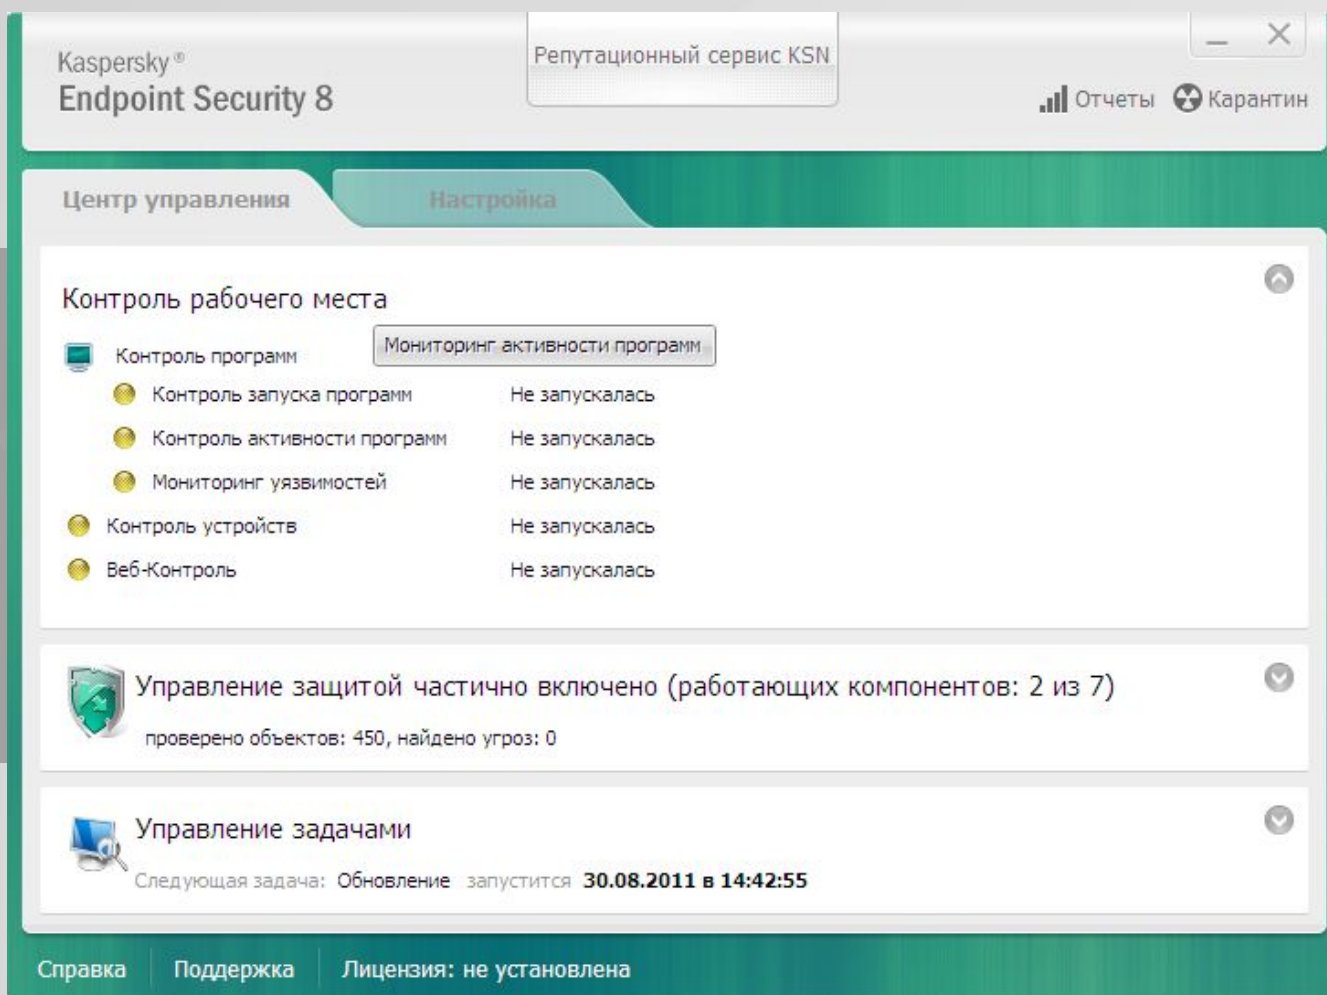 Kaspersky®
Endpoint Security 8
Репутационный сервис KSN
Отчеты Карантин
Центр управления Настройка
Контроль рабочего места
Контроль программ Мониторинг активности программ
Контроль запуска программ Не запускалась
Контроль активности программ Не запускалась
Мониторинг уязвимостей Не запускалась
Контроль устройств Не запускалась
Веб-Контроль Не запускалась
Управление защитой частично включено (работающих компонентов: 2 из 7)
проверено объектов: 450, найдено угроз: 0
Управление задачами
Следующая задача: Обновление запустится 30.08.2011 в 14:42:55
Справка Поддержка Лицензия: не установлена